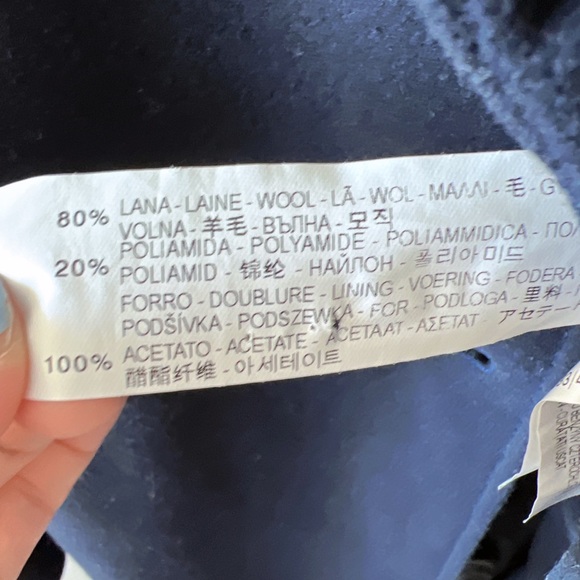 80% LANA - LAINE - WOOL - LÃ - WOL - ΜΑΛΛΙ - 毛 - G
VOLNA - 羊毛 - ВЪЛНА - 모직
POLIAMIDA - POLYAMIDE - POLIAMMIDICA - ПОЛ
20% POLIAMID - 锦纶 - НАЙЛОН - 폴리아미드
FORRO - DOUBLURE - LINING - VOERING - FODERA
PODŠÍVKA - PODSZEWKA - FOR - PODLOGA - 里料 -
100% ACETATO - ACETATE - ACETAAT - ΑΣΕΤΑΤ - アセテー
醋酯纤维 - 아세테이트